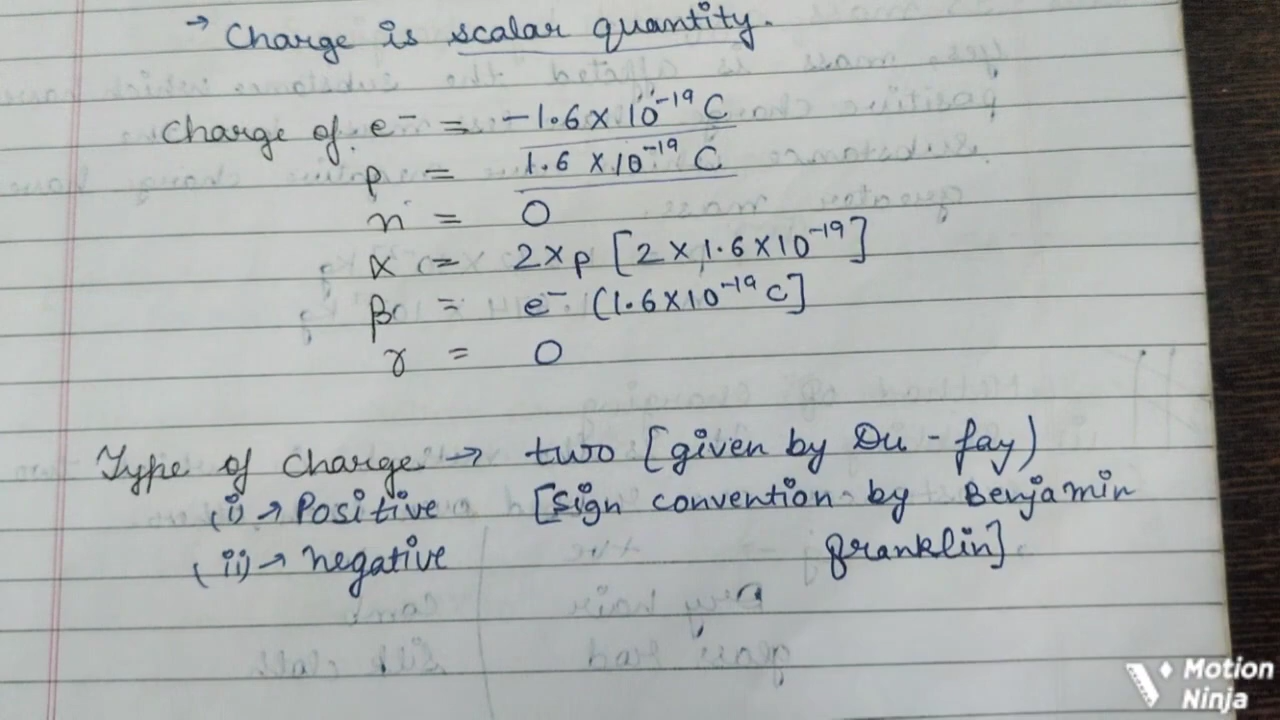 → Charge is scalar quantity.
Charge of e⁻ = -1.6 x 10⁻¹⁹ C
p = 1.6 x 10⁻¹⁹ C
n = 0
α = 2 x p [2 x 1.6 x 10⁻¹⁹]
β = e⁻ (1.6 x 10⁻¹⁹ C]
γ = 0
Type of charge → two [given by Du - fay)
(i) → Positive [Sign convention by Benjamin
(ii) → negative franklin]
Motion
Ninja